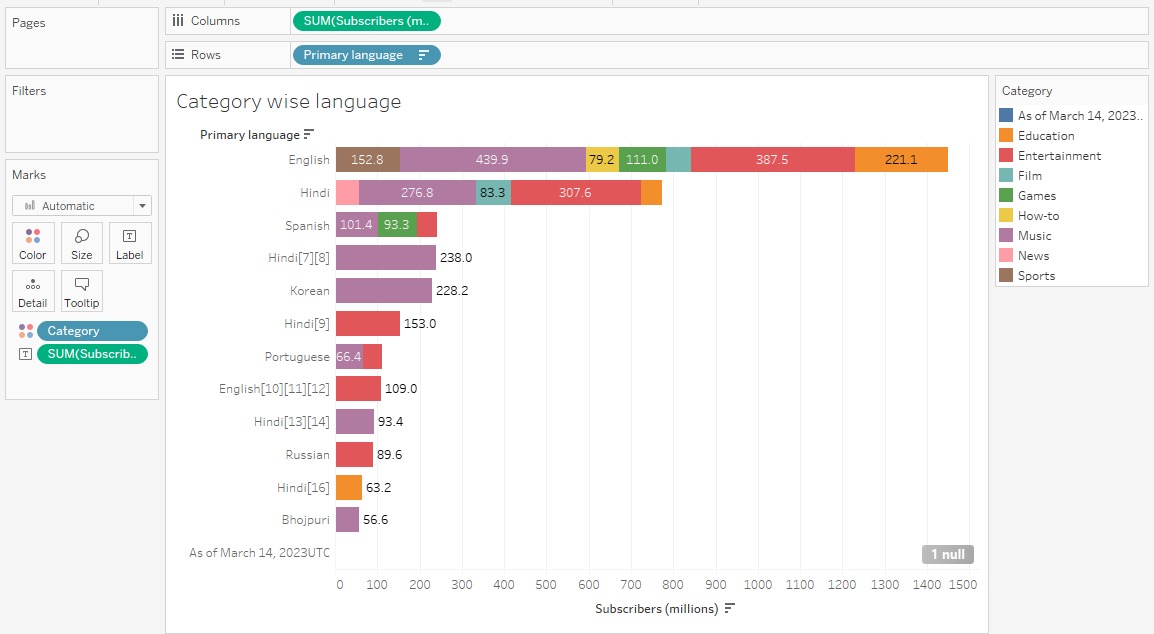 Pages
Columns
SUM(Subscribers (m..
Rows
Primary language
Filters
Marks
Automatic
Color
Size
Label
Detail
Tooltip
Category
SUM(Subscrib..
Category wise language
Primary language
English 152.8 439.9 79.2 111.0 387.5 221.1
Hindi 276.8 83.3 307.6
Spanish 101.4 93.3
Hindi[7][8] 238.0
Korean 228.2
Hindi[9] 153.0
Portuguese 66.4
English[10][11][12] 109.0
Hindi[13][14] 93.4
Russian 89.6
Hindi[16] 63.2
Bhojpuri 56.6
As of March 14, 2023UTC 1 null
0 100 200 300 400 500 600 700 800 900 1000 1100 1200 1300 1400 1500
Subscribers (millions)
Category
As of March 14, 2023..
Education
Entertainment
Film
Games
How-to
Music
News
Sports